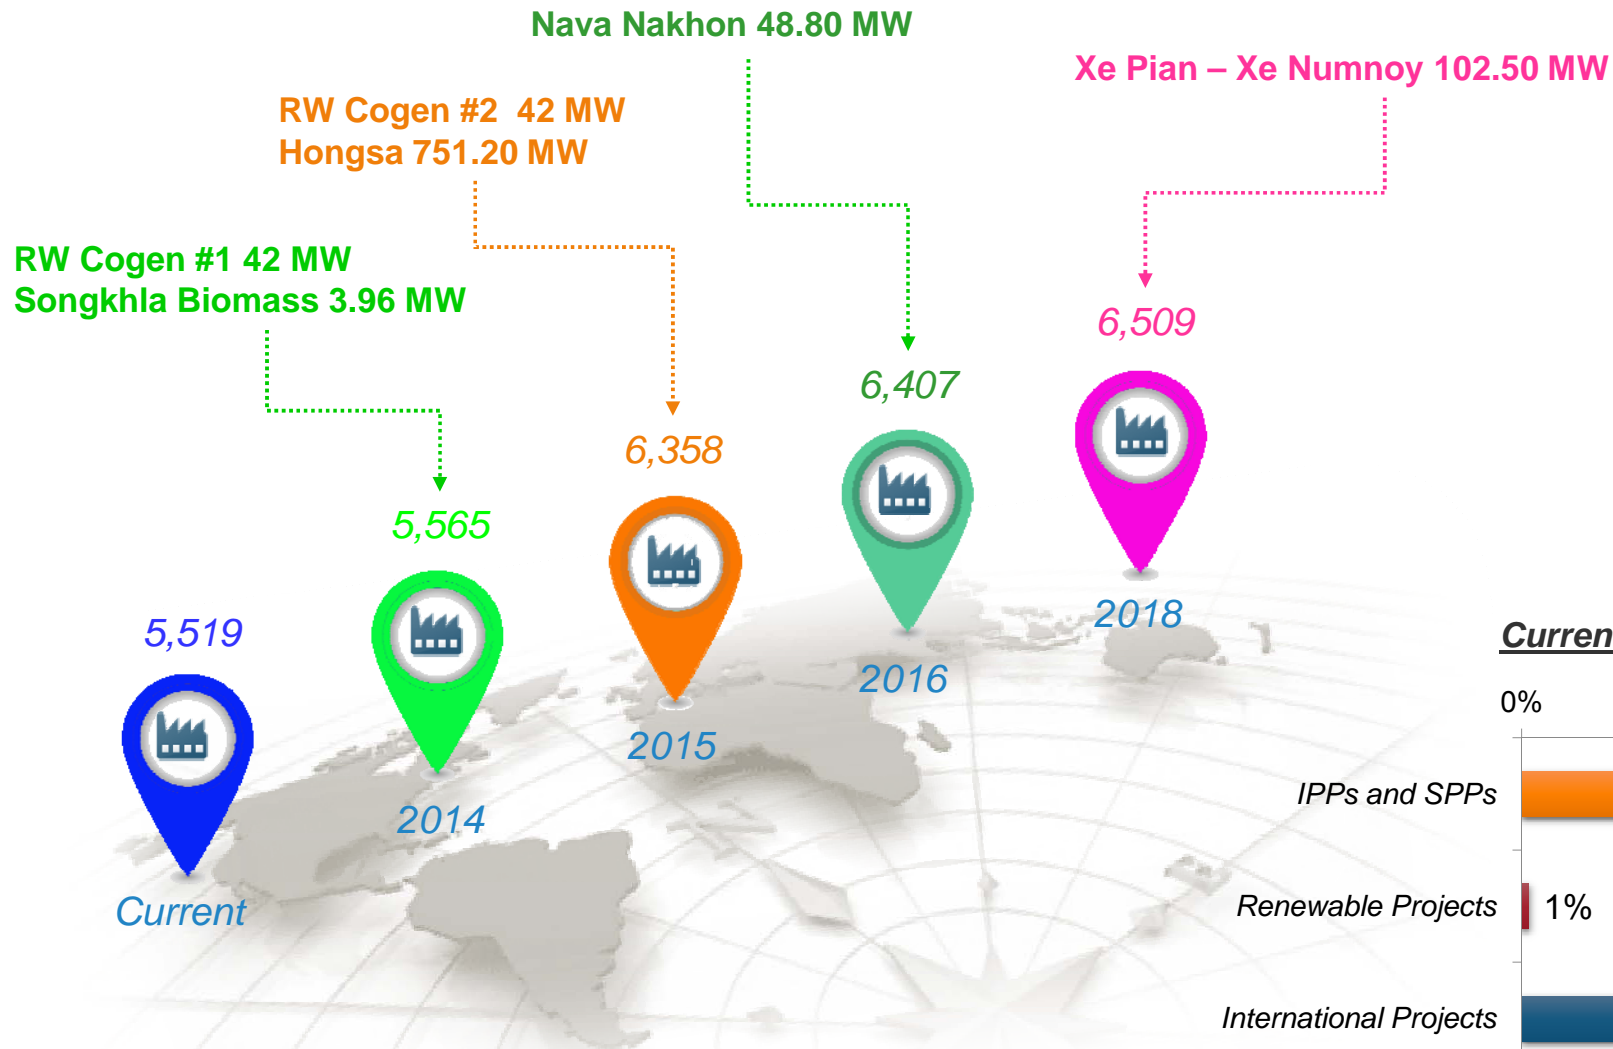 Nava Nakhon 48.80 MW
Xe Pian – Xe Numnoy 102.50 MW
RW Cogen #2 42 MW
Hongsa 751.20 MW
RW Cogen #1 42 MW
Songkhla Biomass 3.96 MW
6,509
6,407
6,358
5,565
5,519
2018
2016
2015
2014
Current
Curren
0%
IPPs and SPPs
Renewable Projects
1%
International Projects